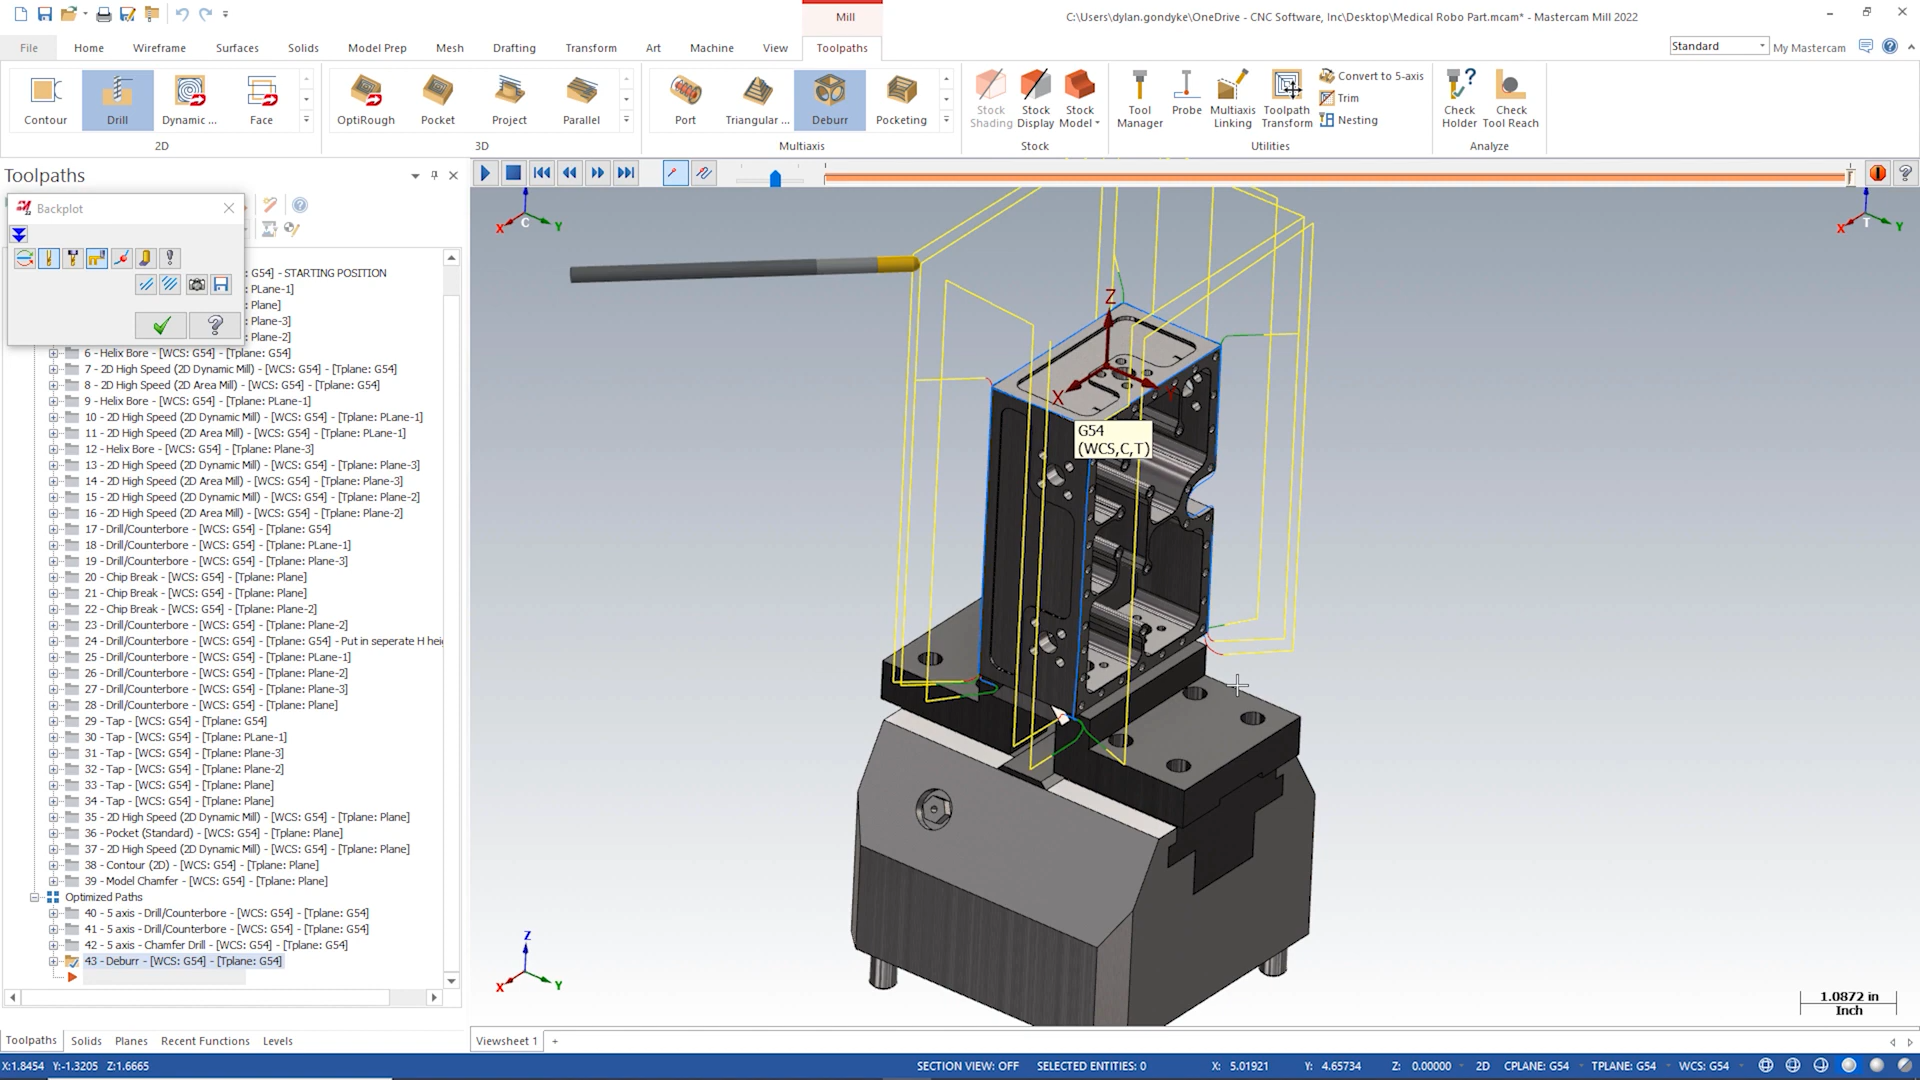 Mill
C:\Users\dylan.gondyke\OneDrive - CNC Software, Inc\Desktop\Medical Robo Part.mcam* - Mastercam Mill 2022
File
Home
Wireframe
Surfaces
Solids
Model Prep
Mesh
Drafting
Transform
Art
Machine
View
Toolpaths
Standard
My Mastercam
Contour
Drill
Dynamic ...
Face
OptiRough
Pocket
Project
Parallel
Port
Triangular ...
Deburr
Pocketing
Stock Shading
Stock Display
Stock Model
Tool Manager
Probe
Multiaxis Linking
Toolpath Transform
Convert to 5-axis
Trim
Nesting
Check Holder
Check Tool Reach
2D
3D
Multiaxis
Stock
Utilities
Analyze
Toolpaths
Backplot
: G54] - STARTING POSITION
: PLane-1]
: Plane]
: Plane-3]
: Plane-2]
6 - Helix Bore - [WCS: G54] - [Tplane: G54]
7 - 2D High Speed (2D Dynamic Mill) - [WCS: G54] - [Tplane: G54]
8 - 2D High Speed (2D Area Mill) - [WCS: G54] - [Tplane: G54]
9 - Helix Bore - [WCS: G54] - [Tplane: PLane-1]
10 - 2D High Speed (2D Dynamic Mill) - [WCS: G54] - [Tplane: PLane-1]
11 - 2D High Speed (2D Area Mill) - [WCS: G54] - [Tplane: PLane-1]
12 - Helix Bore - [WCS: G54] - [Tplane: Plane-3]
13 - 2D High Speed (2D Dynamic Mill) - [WCS: G54] - [Tplane: Plane-3]
14 - 2D High Speed (2D Area Mill) - [WCS: G54] - [Tplane: Plane-3]
15 - 2D High Speed (2D Dynamic Mill) - [WCS: G54] - [Tplane: Plane-2]
16 - 2D High Speed (2D Area Mill) - [WCS: G54] - [Tplane: Plane-2]
17 - Drill/Counterbore - [WCS: G54] - [Tplane: G54]
18 - Drill/Counterbore - [WCS: G54] - [Tplane: PLane-1]
19 - Drill/Counterbore - [WCS: G54] - [Tplane: Plane-3]
20 - Chip Break - [WCS: G54] - [Tplane: Plane]
21 - Chip Break - [WCS: G54] - [Tplane: Plane]
22 - Chip Break - [WCS: G54] - [Tplane: Plane-2]
23 - Drill/Counterbore - [WCS: G54] - [Tplane: Plane-2]
24 - Drill/Counterbore - [WCS: G54] - [Tplane: G54] - Put in seperate H hei
25 - Drill/Counterbore - [WCS: G54] - [Tplane: PLane-1]
26 - Drill/Counterbore - [WCS: G54] - [Tplane: Plane-2]
27 - Drill/Counterbore - [WCS: G54] - [Tplane: Plane-3]
28 - Drill/Counterbore - [WCS: G54] - [Tplane: Plane]
29 - Tap - [WCS: G54] - [Tplane: G54]
30 - Tap - [WCS: G54] - [Tplane: PLane-1]
31 - Tap - [WCS: G54] - [Tplane: Plane-3]
32 - Tap - [WCS: G54] - [Tplane: Plane-2]
33 - Tap - [WCS: G54] - [Tplane: Plane]
34 - Tap - [WCS: G54] - [Tplane: Plane]
35 - 2D High Speed (2D Dynamic Mill) - [WCS: G54] - [Tplane: Plane]
36 - Pocket (Standard) - [WCS: G54] - [Tplane: Plane]
37 - 2D High Speed (2D Dynamic Mill) - [WCS: G54] - [Tplane: Plane]
38 - Contour (2D) - [WCS: G54] - [Tplane: Plane]
39 - Model Chamfer - [WCS: G54] - [Tplane: Plane]
Optimized Paths
40 - 5 axis - Drill/Counterbore - [WCS: G54] - [Tplane: G54]
41 - 5 axis - Drill/Counterbore - [WCS: G54] - [Tplane: G54]
42 - 5 axis - Chamfer Drill - [WCS: G54] - [Tplane: G54]
43 - Deburr - [WCS: G54] - [Tplane: G54]
X C Y
X T Y
Z
X
Y
G54
(WCS,C,T)
Z
X Y
1.0872 in
Inch
Toolpaths
Solids
Planes
Recent Functions
Levels
Viewsheet 1
+
X:1.8454 Y:-1.3205 Z:1.6665
SECTION VIEW: OFF
SELECTED ENTITIES: 0
X: 5.01921
Y: 4.65734
Z: 0.00000
2D
CPLANE: G54
TPLANE: G54
WCS: G54